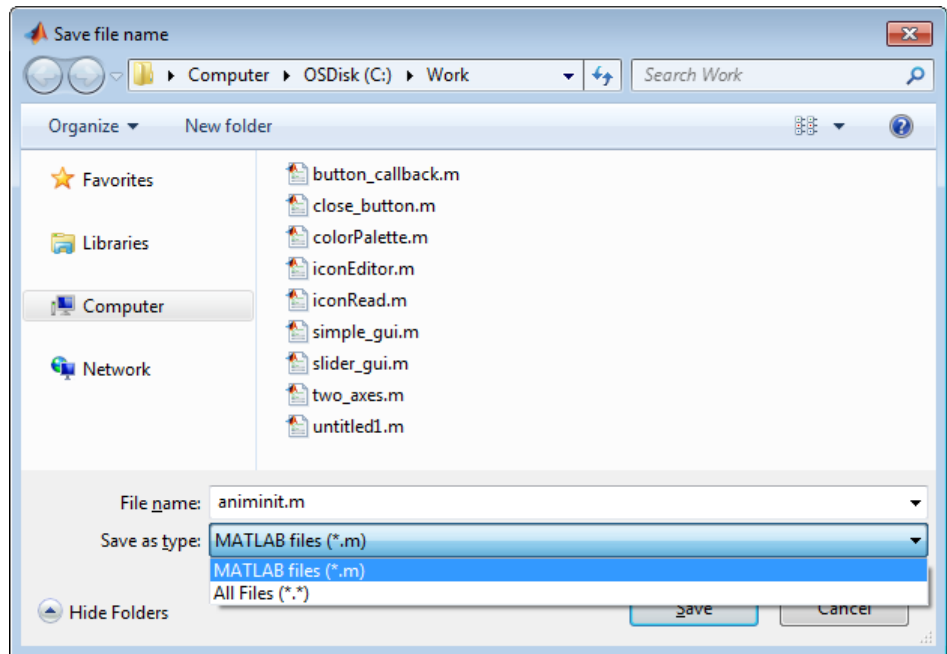 Save file name
Computer OSDisk (C:) Work Search Work
Organize New folder
Favorites
Libraries
Computer
Network
button_callback.m
close_button.m
colorPalette.m
iconEditor.m
iconRead.m
simple_gui.m
slider_gui.m
two_axes.m
untitled1.m
File name: animinit.m
Save as type: MATLAB files (*.m)
MATLAB files (*.m)
All Files (*.*)
Hide Folders Save Cancel